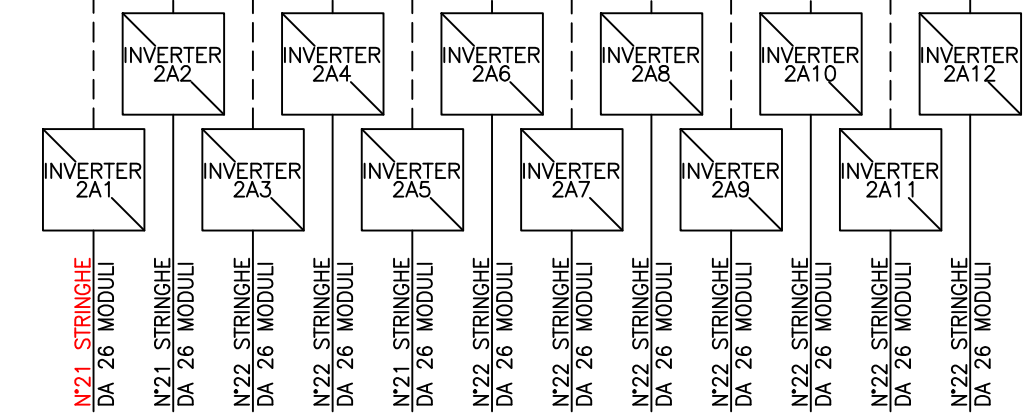 INVERTER
2A2
INVERTER
2A4
INVERTER
2A6
INVERTER
2A8
INVERTER
2A10
INVERTER
2A12
INVERTER
2A1
INVERTER
2A3
INVERTER
2A5
INVERTER
2A7
INVERTER
2A9
INVERTER
2A11
N°21 STRINGHE
DA 26 MODULI
N°21 STRINGHE
DA 26 MODULI
N°22 STRINGHE
DA 26 MODULI
N°22 STRINGHE
DA 26 MODULI
N°21 STRINGHE
DA 26 MODULI
N°22 STRINGHE
DA 26 MODULI
N°22 STRINGHE
DA 26 MODULI
N°22 STRINGHE
DA 26 MODULI
N°22 STRINGHE
DA 26 MODULI
N°22 STRINGHE
DA 26 MODULI
N°22 STRINGHE
DA 26 MODULI
N°22 STRINGHE
DA 26 MODULI